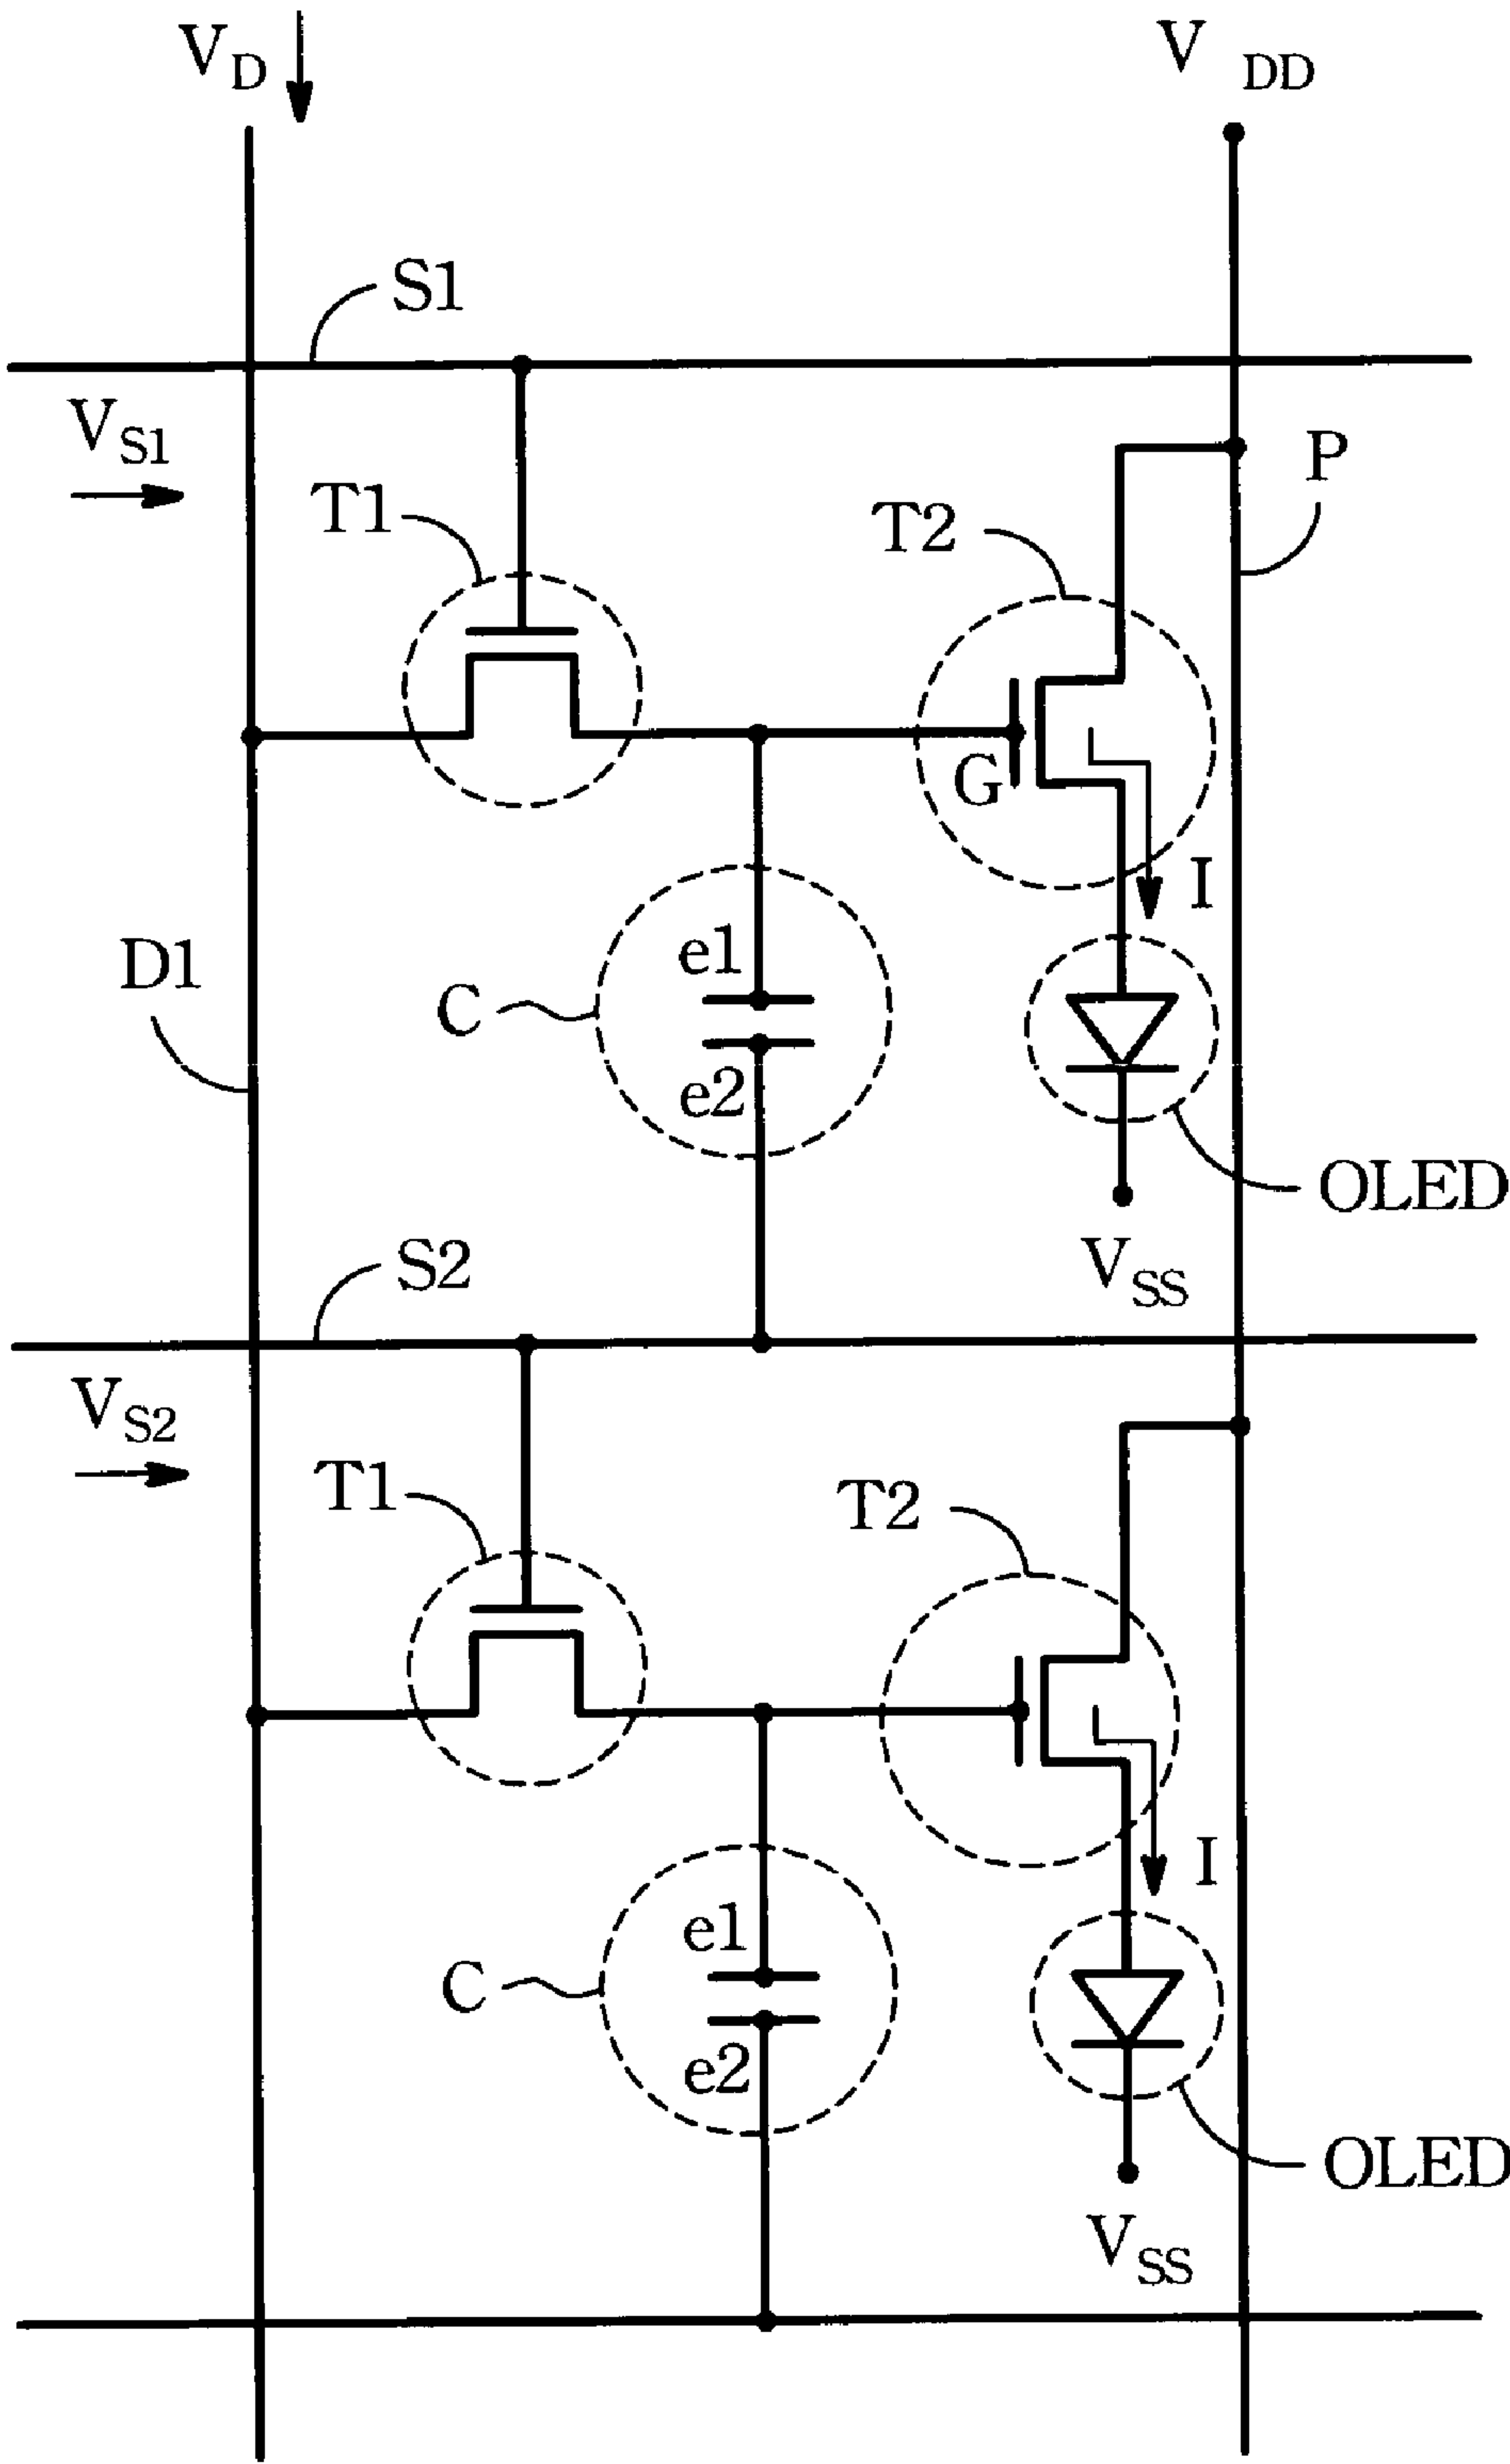 V_D
V_DD
S1
V_S1
P
T1
T2
G
I
D1
e1
C
e2
OLED
V_SS
S2
V_S2
T1
T2
I
e1
C
e2
OLED
V_SS